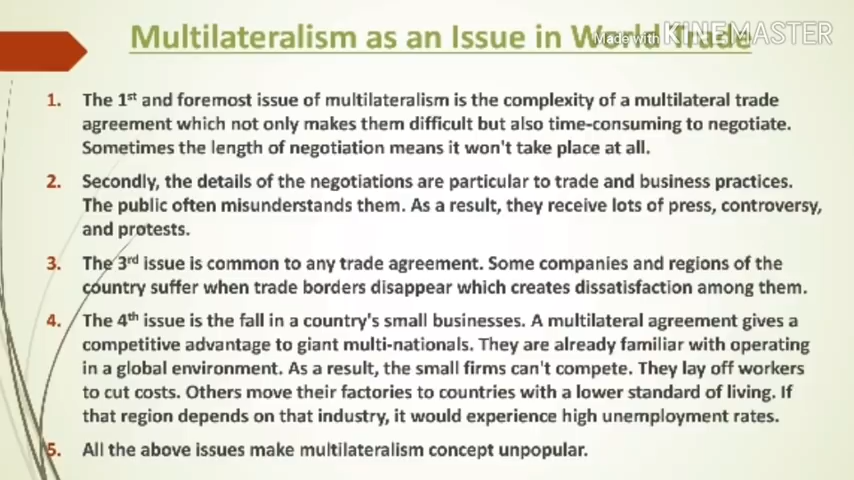 Multilateralism as an Issue in World Trade
Made with KINEMASTER
1. The 1st and foremost issue of multilateralism is the complexity of a multilateral trade
agreement which not only makes them difficult but also time-consuming to negotiate.
Sometimes the length of negotiation means it won't take place at all.
2. Secondly, the details of the negotiations are particular to trade and business practices.
The public often misunderstands them. As a result, they receive lots of press, controversy,
and protests.
3. The 3rd issue is common to any trade agreement. Some companies and regions of the
country suffer when trade borders disappear which creates dissatisfaction among them.
4. The 4th issue is the fall in a country's small businesses. A multilateral agreement gives a
competitive advantage to giant multi-nationals. They are already familiar with operating
in a global environment. As a result, the small firms can't compete. They lay off workers
to cut costs. Others move their factories to countries with a lower standard of living. If
that region depends on that industry, it would experience high unemployment rates.
5. All the above issues make multilateralism concept unpopular.